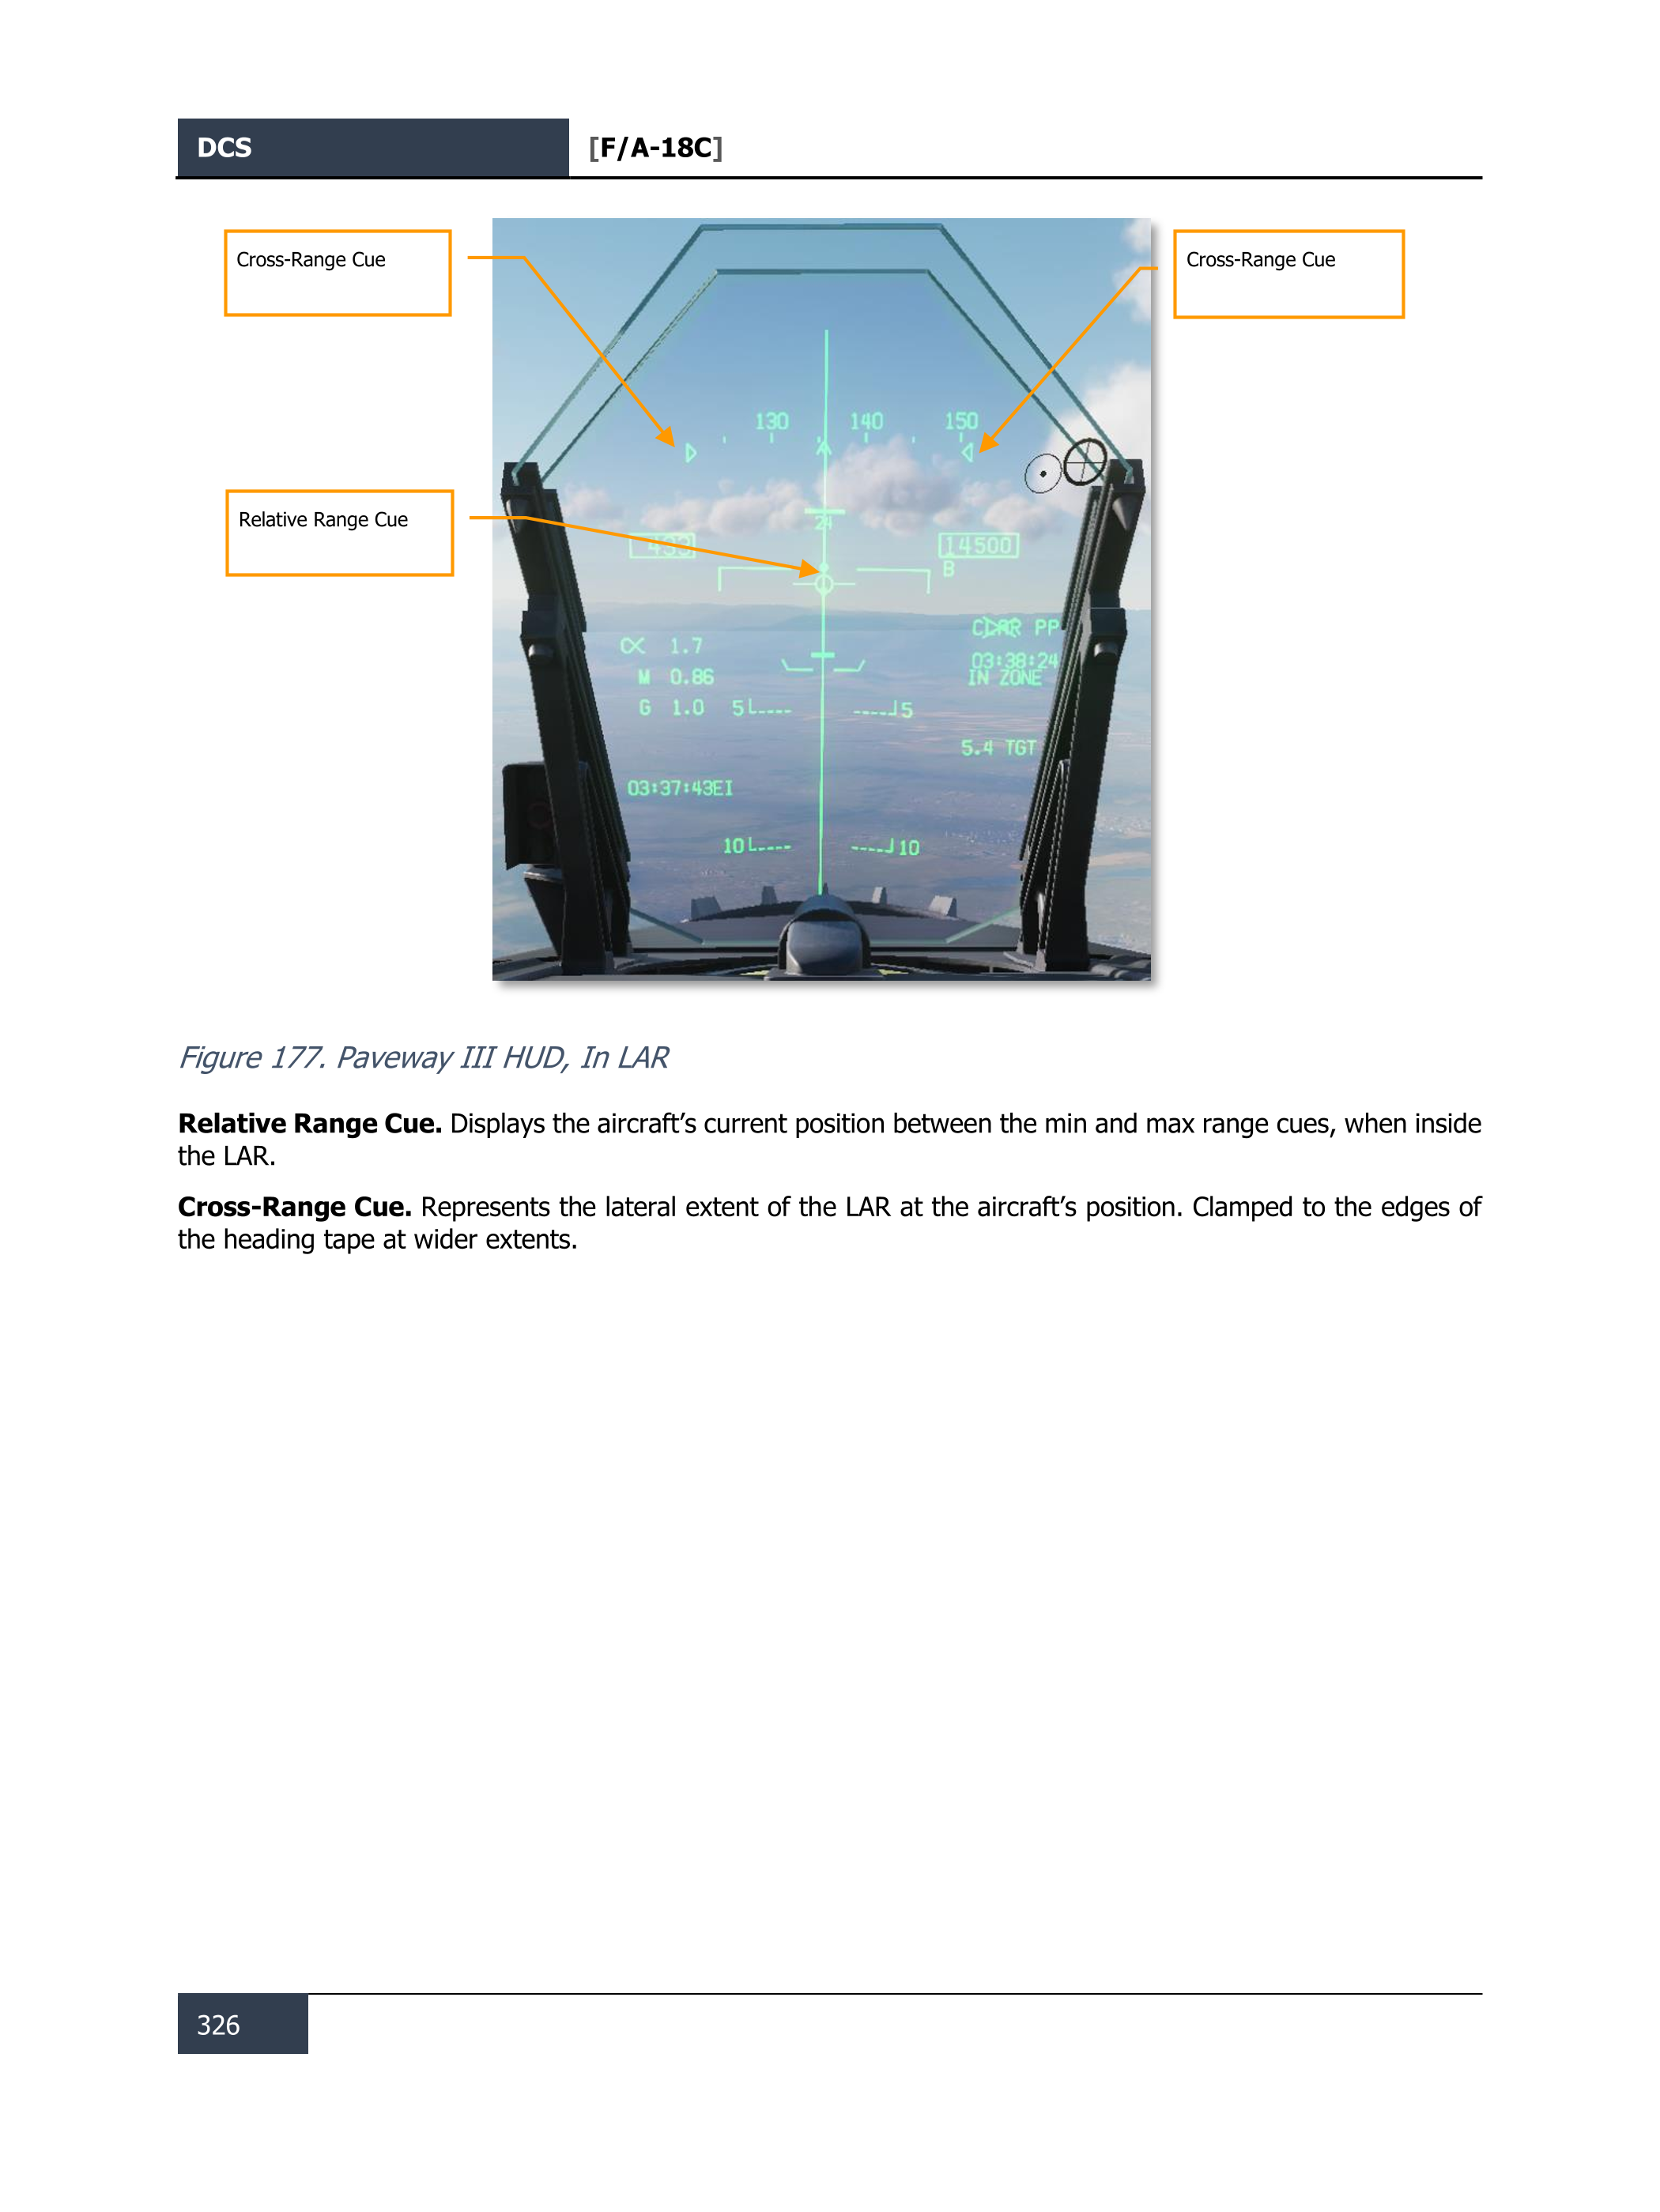 DCS [F/A-18C]
Cross-Range Cue
Cross-Range Cue
Relative Range Cue
130 140 150
24
433 14500
B
PP
α 1.7
03:38:24
M 0.86 IN ZONE
G 1.0 5 5
5.4 TGT
03:37:43EI
10 10
Figure 177. Paveway III HUD, In LAR
Relative Range Cue. Displays the aircraft’s current position between the min and max range cues, when inside
the LAR.
Cross-Range Cue. Represents the lateral extent of the LAR at the aircraft’s position. Clamped to the edges of
the heading tape at wider extents.
326